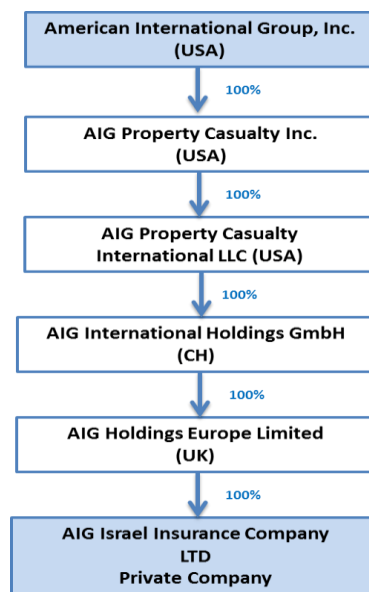 American International Group, Inc.
(USA)
100%
AIG Property Casualty Inc.
(USA)
100%
AIG Property Casualty
International LLC (USA)
100%
AIG International Holdings GmbH
(CH)
100%
AIG Holdings Europe Limited
(UK)
100%
AIG Israel Insurance Company
LTD
Private Company